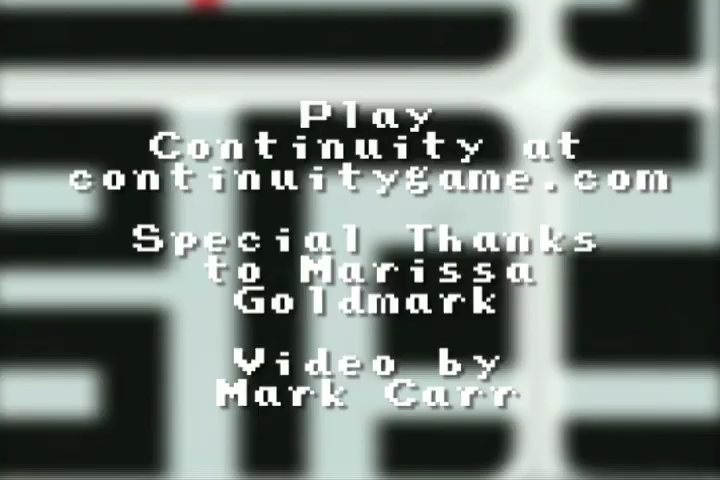 Play
Continuity at
continuitygame.com
Special Thanks
to Marissa
Goldmark
Video by
Mark Carr